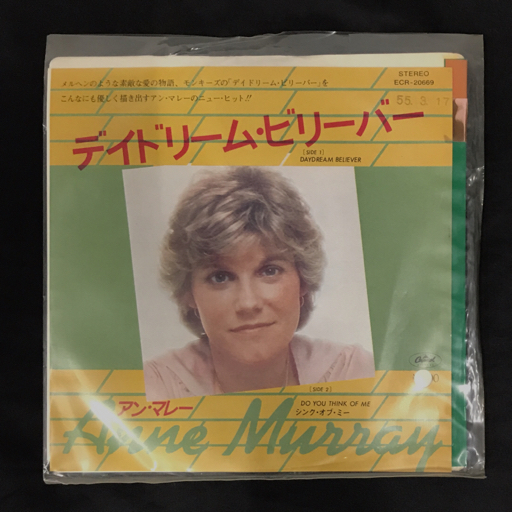 メルヘンのような素敵な愛の物語、モンキーズの「デイドリーム・ビリーバー」を
こんなにも優しく描き出すアン・マレーのニュー・ヒット!!
STEREO
ECR-20669
55. 3. 17
デイドリーム・ビリーバー
[SIDE 1]
DAYDREAM BELIEVER
Capitol
[SIDE 2]
DO YOU THINK OF ME
シンク・オブ・ミー
アン・マレー
Anne Murray